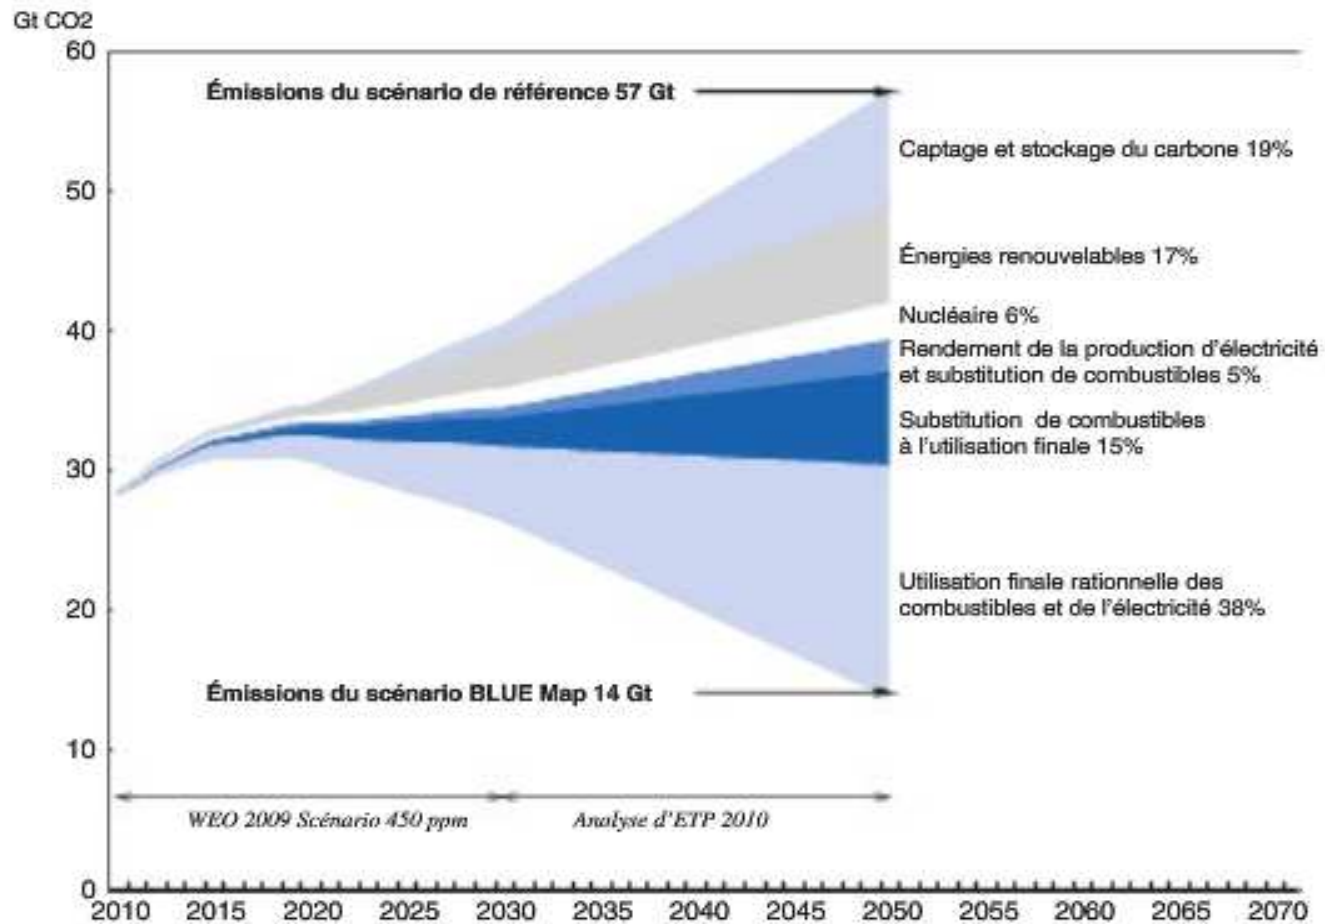 Gt CO2
60
Émissions du scénario de référence 57 Gt
Captage et stockage du carbone 19%
50
Énergies renouvelables 17%
Nucléaire 6%
40
Rendement de la production d'électricité
et substitution de combustibles 5%
Substitution de combustibles
à l'utilisation finale 15%
30
Utilisation finale rationnelle des
combustibles et de l'électricité 38%
20
Émissions du scénario BLUE Map 14 Gt
10
WEO 2009 Scénario 450 ppm Analyse d'ETP 2010
0
2010 2015 2020 2025 2030 2035 2040 2045 2050 2055 2060 2065 2070